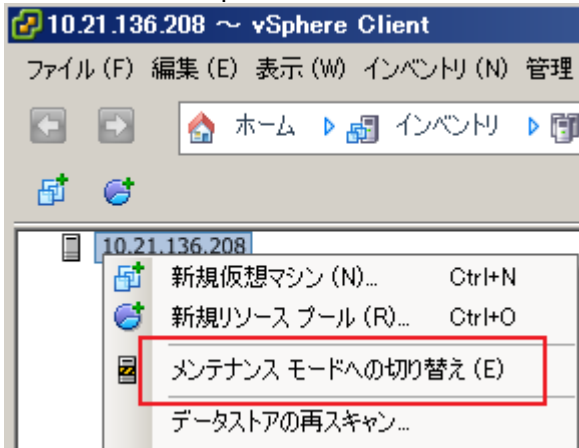 10.21.136.208 ～ vSphere Client
ファイル(F) 編集(E) 表示(W) インベントリ(N) 管理
ホーム インベントリ
10.21.136.208
新規仮想マシン(N)... Ctrl+N
新規リソース プール(R)... Ctrl+O
メンテナンス モードへの切り替え(E)
データストアの再スキャン...